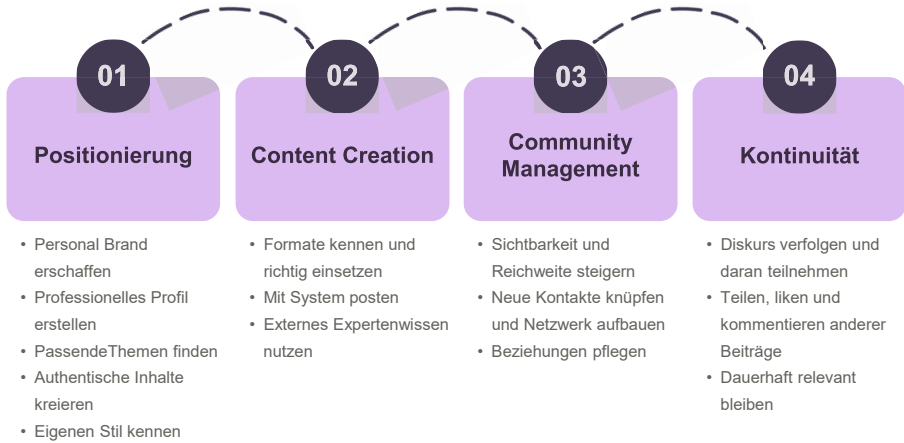 01
02
03
04
Positionierung
Content Creation
Community
Management
Kontinuität
• Personal Brand
erschaffen
• Professionelles Profil
erstellen
• PassendeThemen finden
• Authentische Inhalte
kreieren
• Eigenen Stil kennen
• Formate kennen und
richtig einsetzen
• Mit System posten
• Externes Expertenwissen
nutzen
• Sichtbarkeit und
Reichweite steigern
• Neue Kontakte knüpfen
und Netzwerk aufbauen
• Beziehungen pflegen
• Diskurs verfolgen und
daran teilnehmen
• Teilen, liken und
kommentieren anderer
Beiträge
• Dauerhaft relevant
bleiben